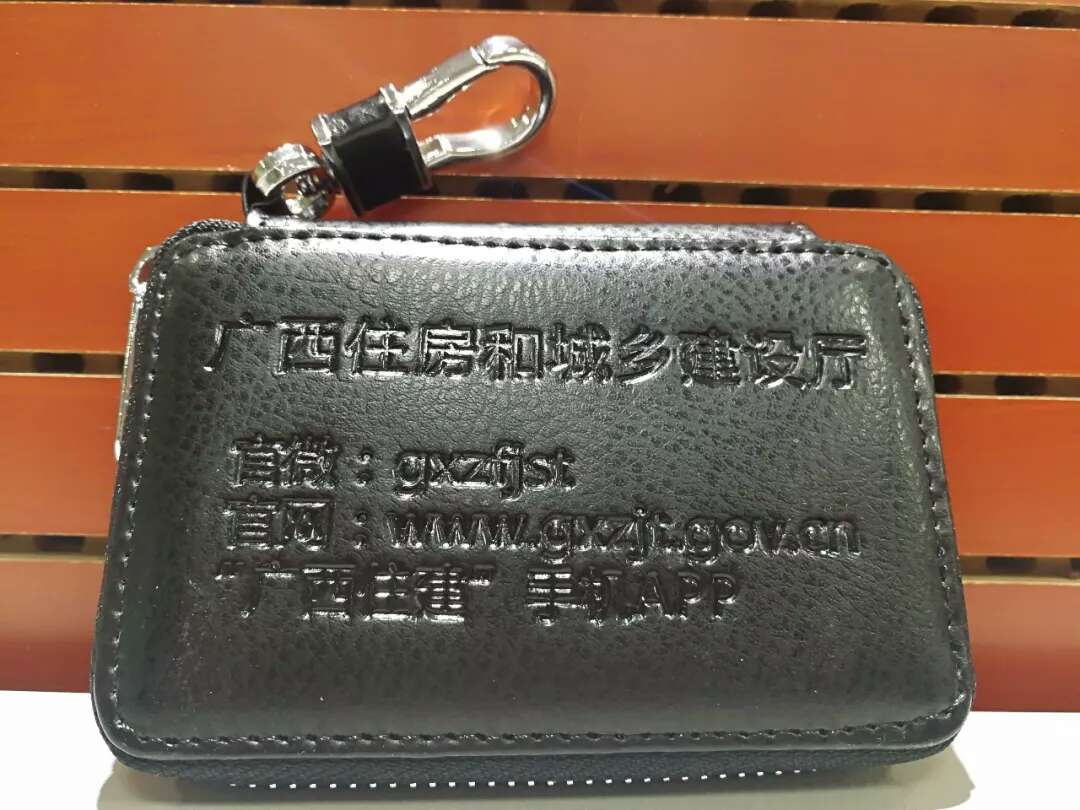 广西住房和城乡建设厅
官微：gxzfjst
官网：www.gxzjt.gov.cn
"广西住建" 手机APP